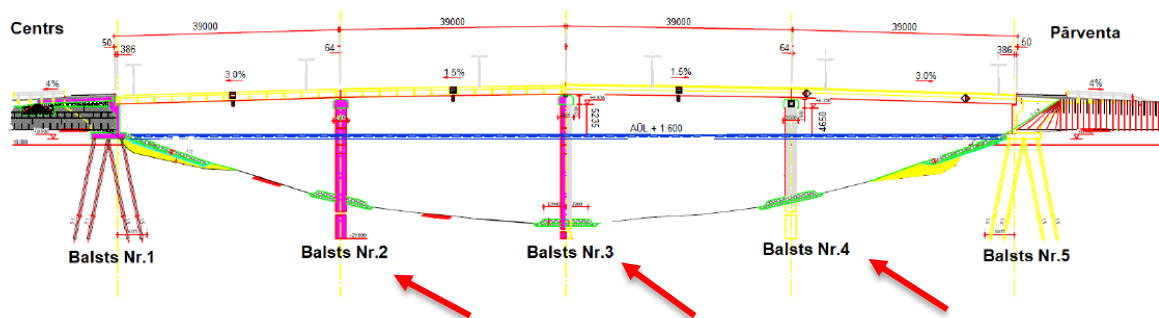 39000
39000
39000
39000
Centrs
Pārventa
50
386
64
64
386
50
4%
3.0%
1.5%
1.5%
3.0%
4%
5235
4650
AŪL + 1.600
Balsts Nr.1
Balsts Nr.2
Balsts Nr.3
Balsts Nr.4
Balsts Nr.5